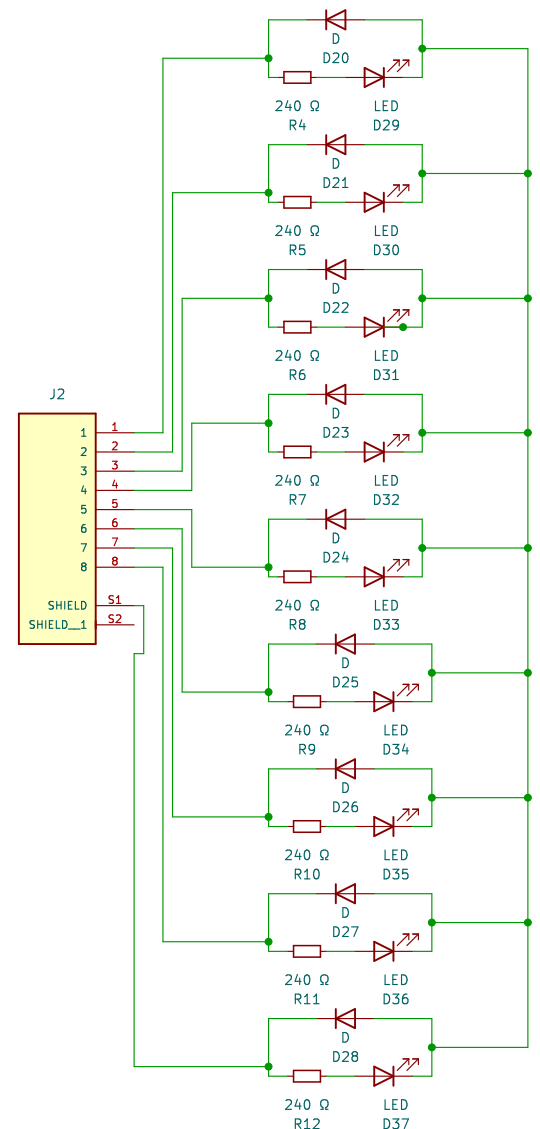 D
D20
240 Ω
R4
LED
D29
D
D21
240 Ω
R5
LED
D30
D
D22
240 Ω
R6
LED
D31
J2
D
D23
240 Ω
R7
LED
D32
1 1
2 2
3 3
4 4
5 5
6 6
7 7
8 8
SHIELD S1
SHIELD__1 S2
D
D24
240 Ω
R8
LED
D33
D
D25
240 Ω
R9
LED
D34
D
D26
240 Ω
R10
LED
D35
D
D27
240 Ω
R11
LED
D36
D
D28
240 Ω
R12
LED
D37